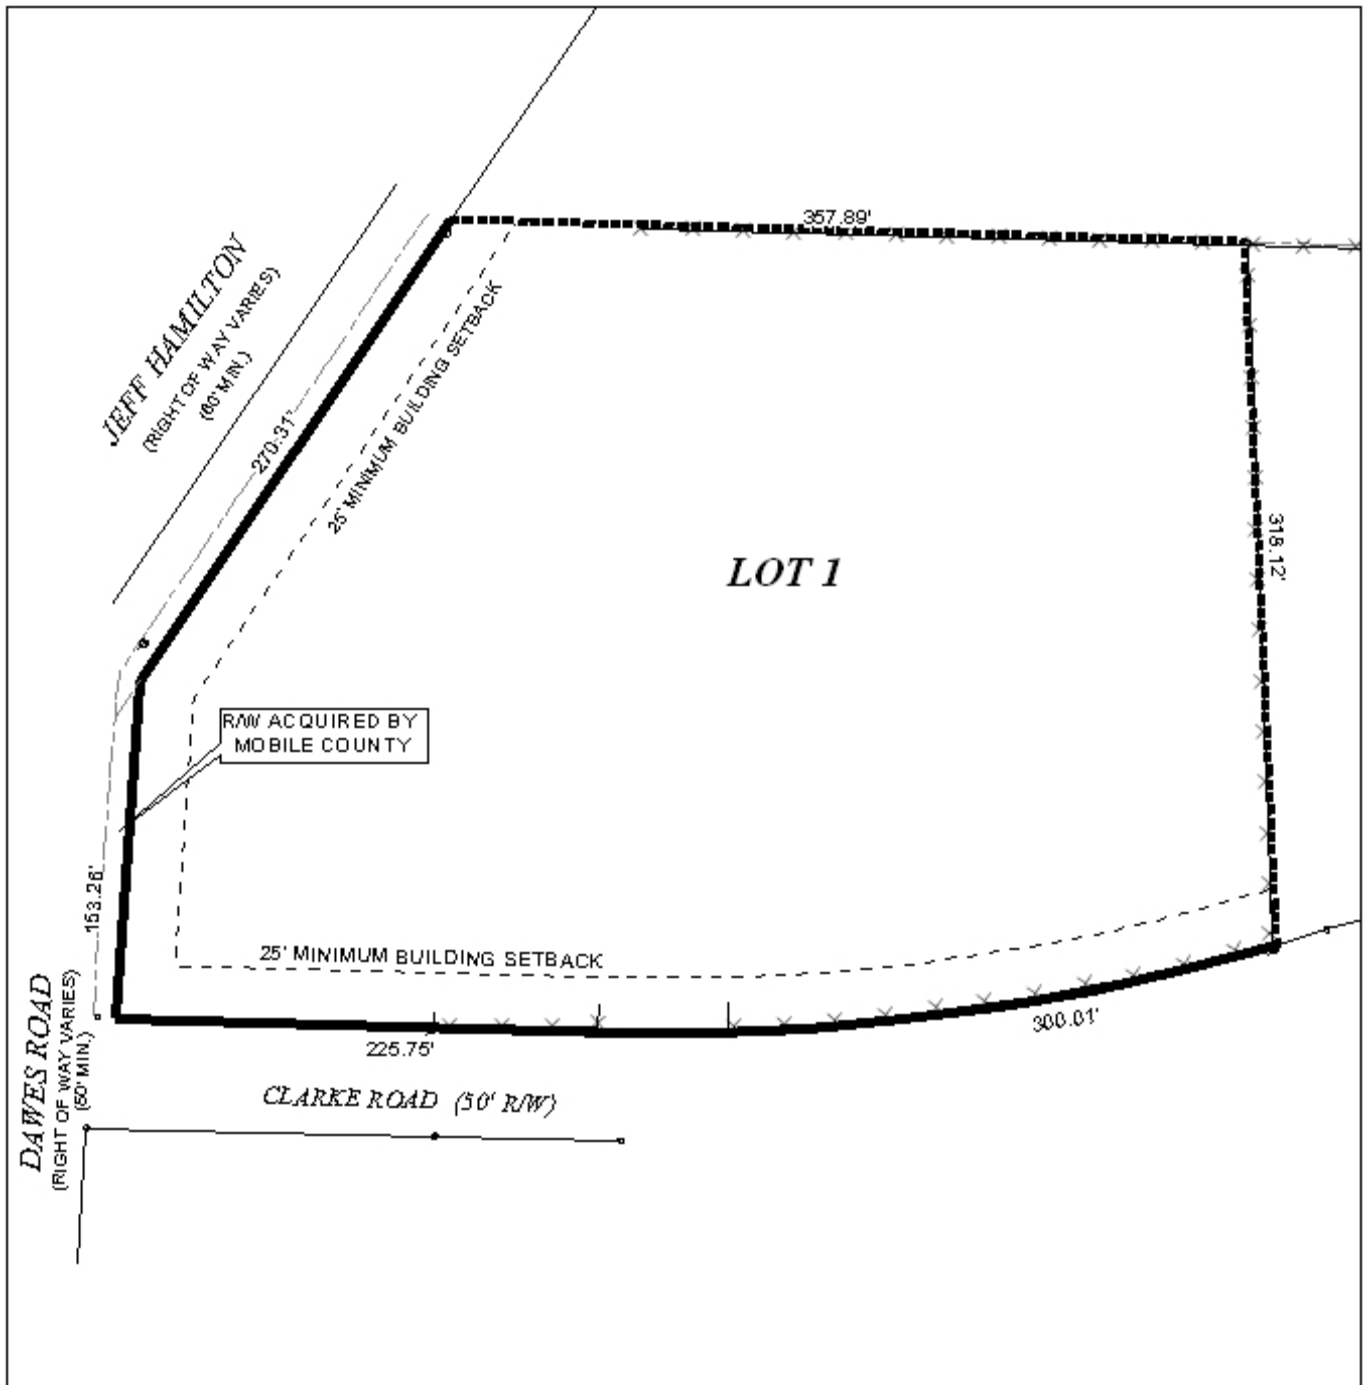 357.89'
JEFF HAMILTON
(RIGHT OF WAY VARIES)
(60' MIN.)
270.31'
25' MINIMUM BUILDING SETBACK
LOT 1
318.12'
R/W ACQUIRED BY
MOBILE COUNTY
153.26'
25' MINIMUM BUILDING SETBACK
300.01'
225.75'
DAWES ROAD
(RIGHT OF WAY VARIES)
(60' MIN.)
CLARKE ROAD (50' R/W)